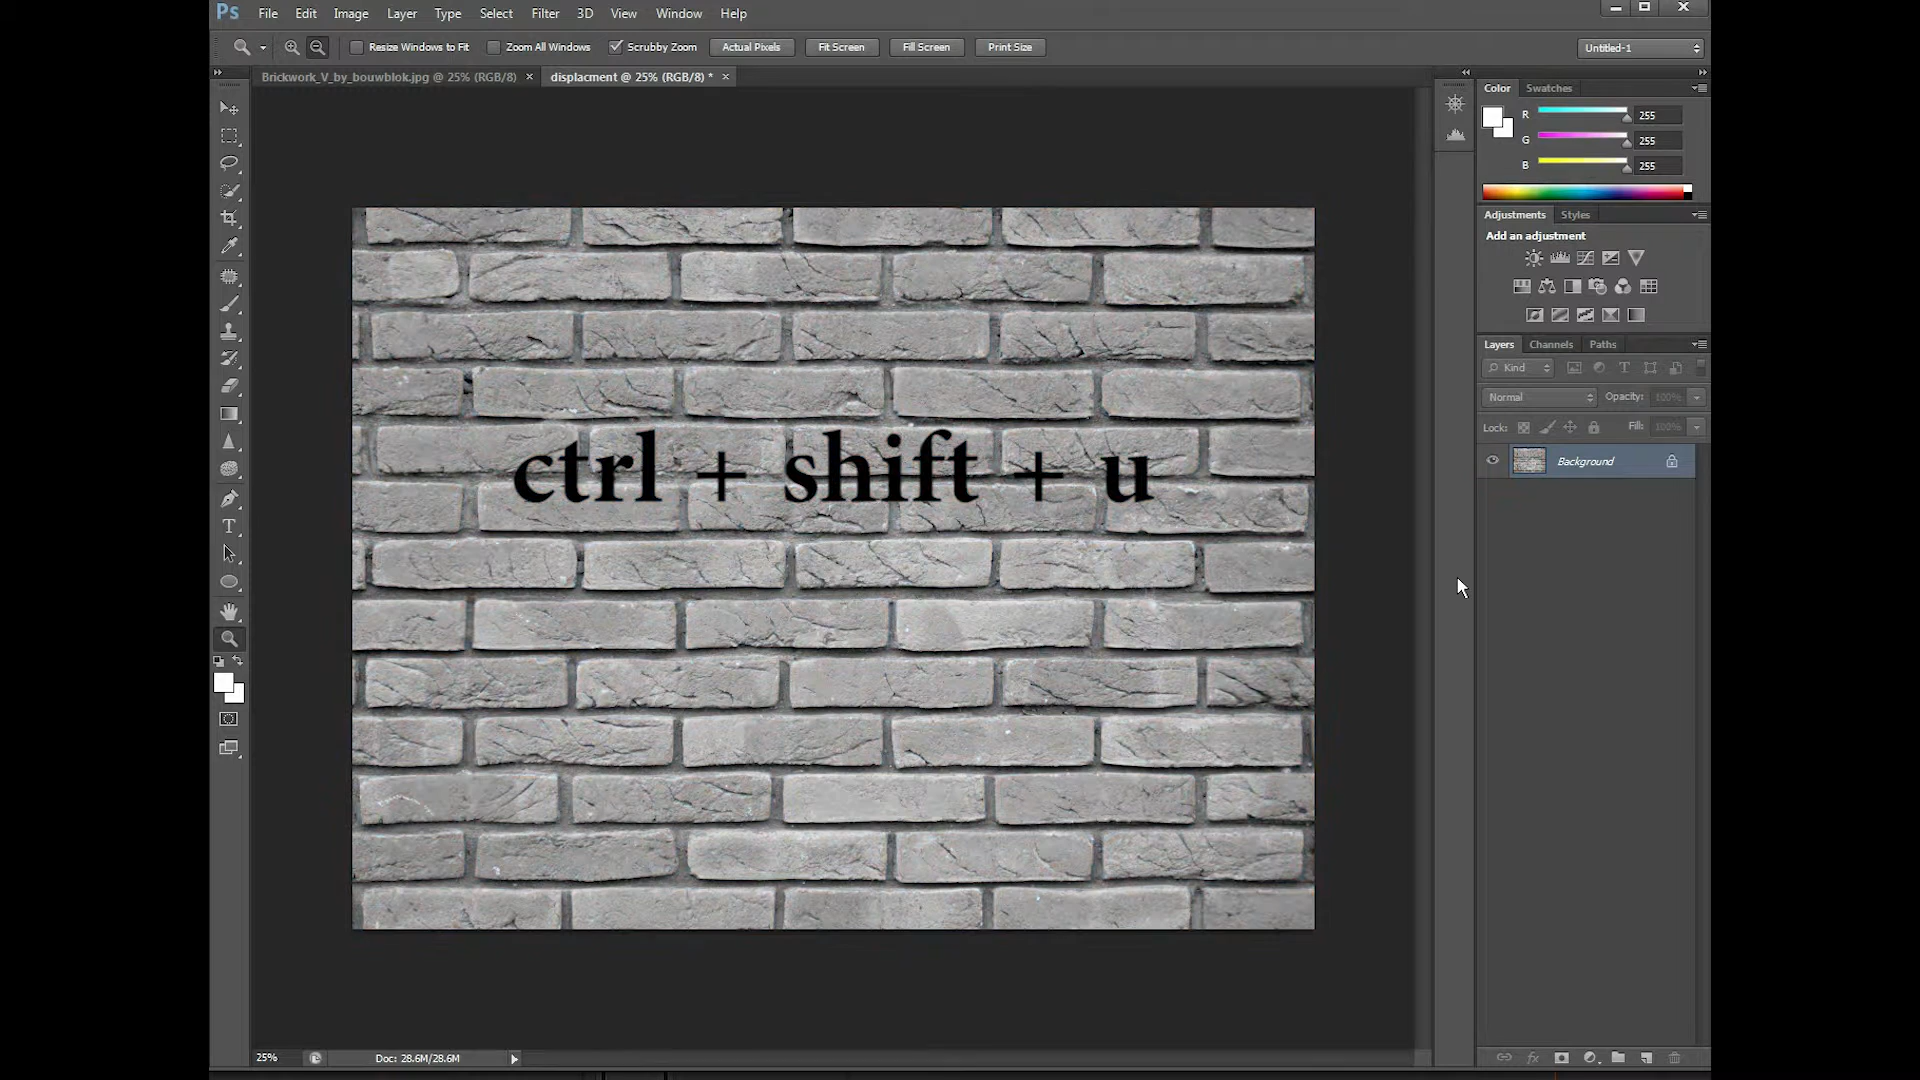 Ps File Edit Image Layer Type Select Filter 3D View Window Help
Resize Windows to Fit Zoom All Windows Scrubby Zoom Actual Pixels Fit Screen Fill Screen Print Size Untitled-1
Brickwork_V_by_bouwblok.jpg @ 25% (RGB/8) × displacment @ 25% (RGB/8) * ×
Color Swatches
R 255
G 255
B 255
Adjustments Styles
Add an adjustment
Layers Channels Paths
Kind
Normal Opacity: 100%
Lock: Fill: 100%
Background
ctrl + shift + u
25% Doc: 28.6M/28.6M